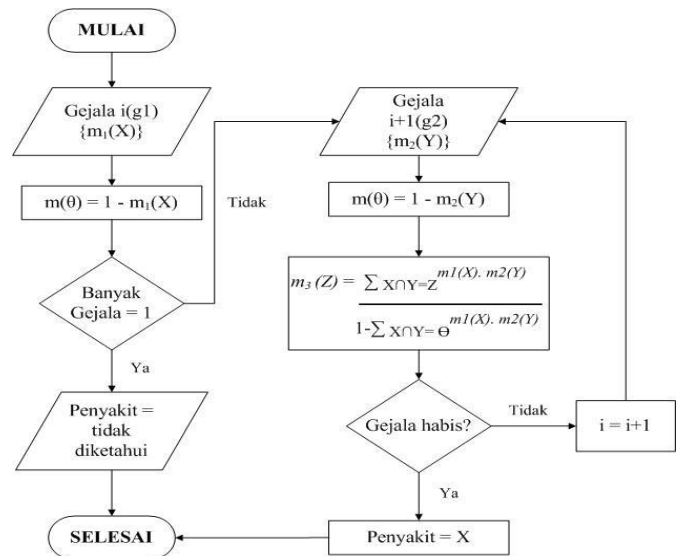 MULAI
Gejala i(g1)
{m₁(X)}
m(θ) = 1 - m₁(X)
Banyak
Gejala = 1
Tidak
Ya
Penyakit =
tidak
diketahui
SELESAI
Gejala
i+1(g2)
{m₂(Y)}
m(θ) = 1 - m₂(Y)
m₃ (Z) = ∑ X∩Y=Z m1(X). m2(Y)
1-∑ X∩Y= Θ m1(X). m2(Y)
Gejala habis?
Tidak
i = i+1
Ya
Penyakit = X